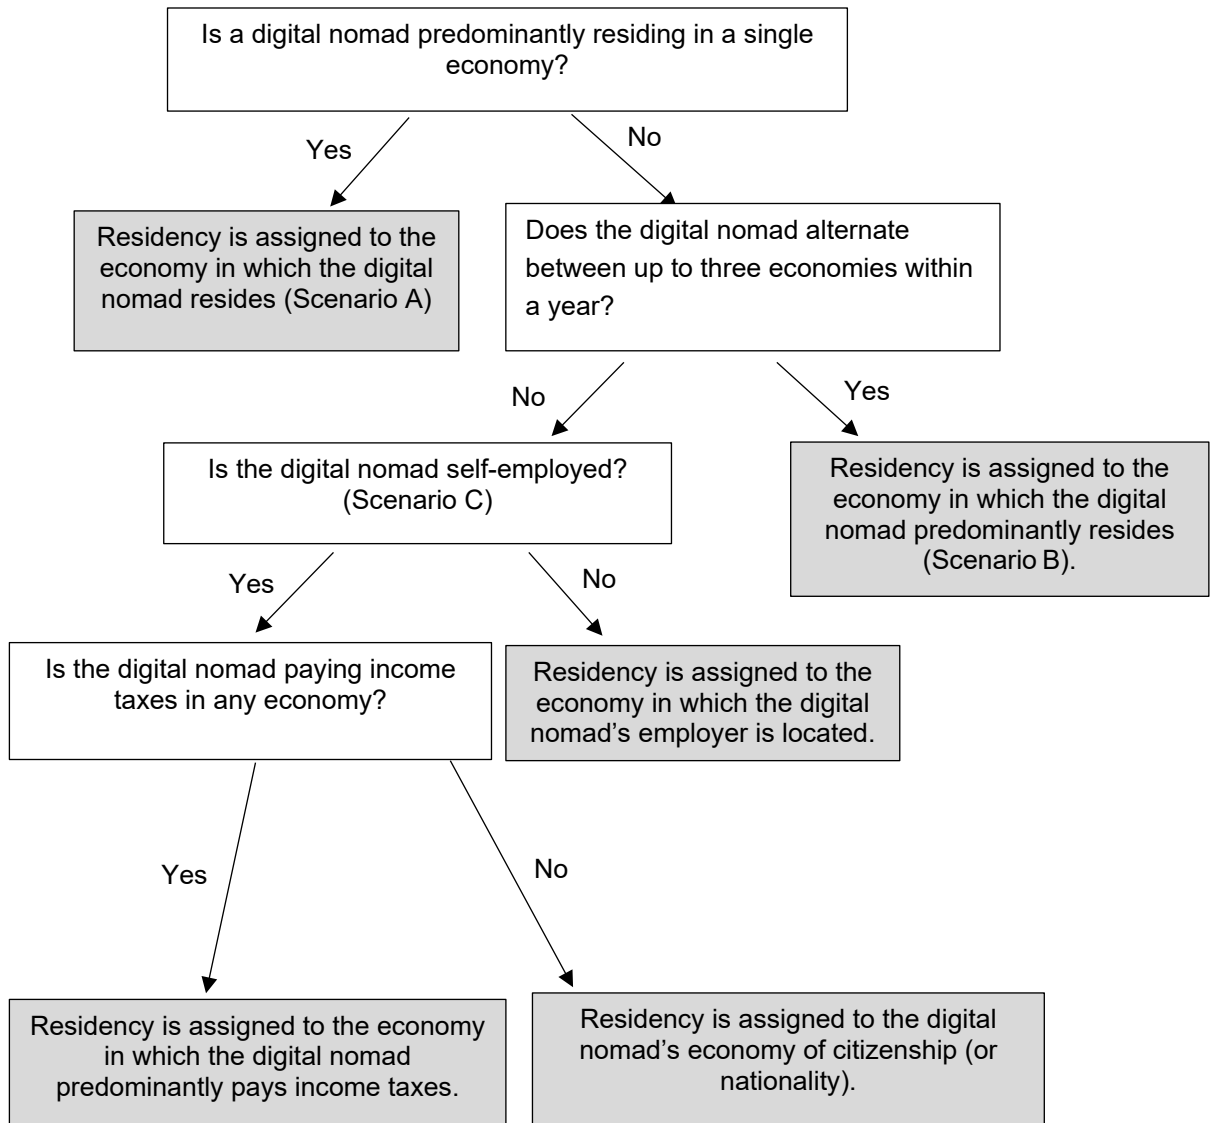 Is a digital nomad predominantly residing in a single
economy?
Yes
No
Residency is assigned to the
economy in which the digital
nomad resides (Scenario A)
Does the digital nomad alternate
between up to three economies within
a year?
No
Yes
Is the digital nomad self-employed?
(Scenario C)
Residency is assigned to the
economy in which the digital
nomad predominantly resides
(Scenario B).
Yes
No
Is the digital nomad paying income
taxes in any economy?
Residency is assigned to the
economy in which the digital
nomad’s employer is located.
Yes
No
Residency is assigned to the economy
in which the digital nomad
predominantly pays income taxes.
Residency is assigned to the digital
nomad’s economy of citizenship (or
nationality).